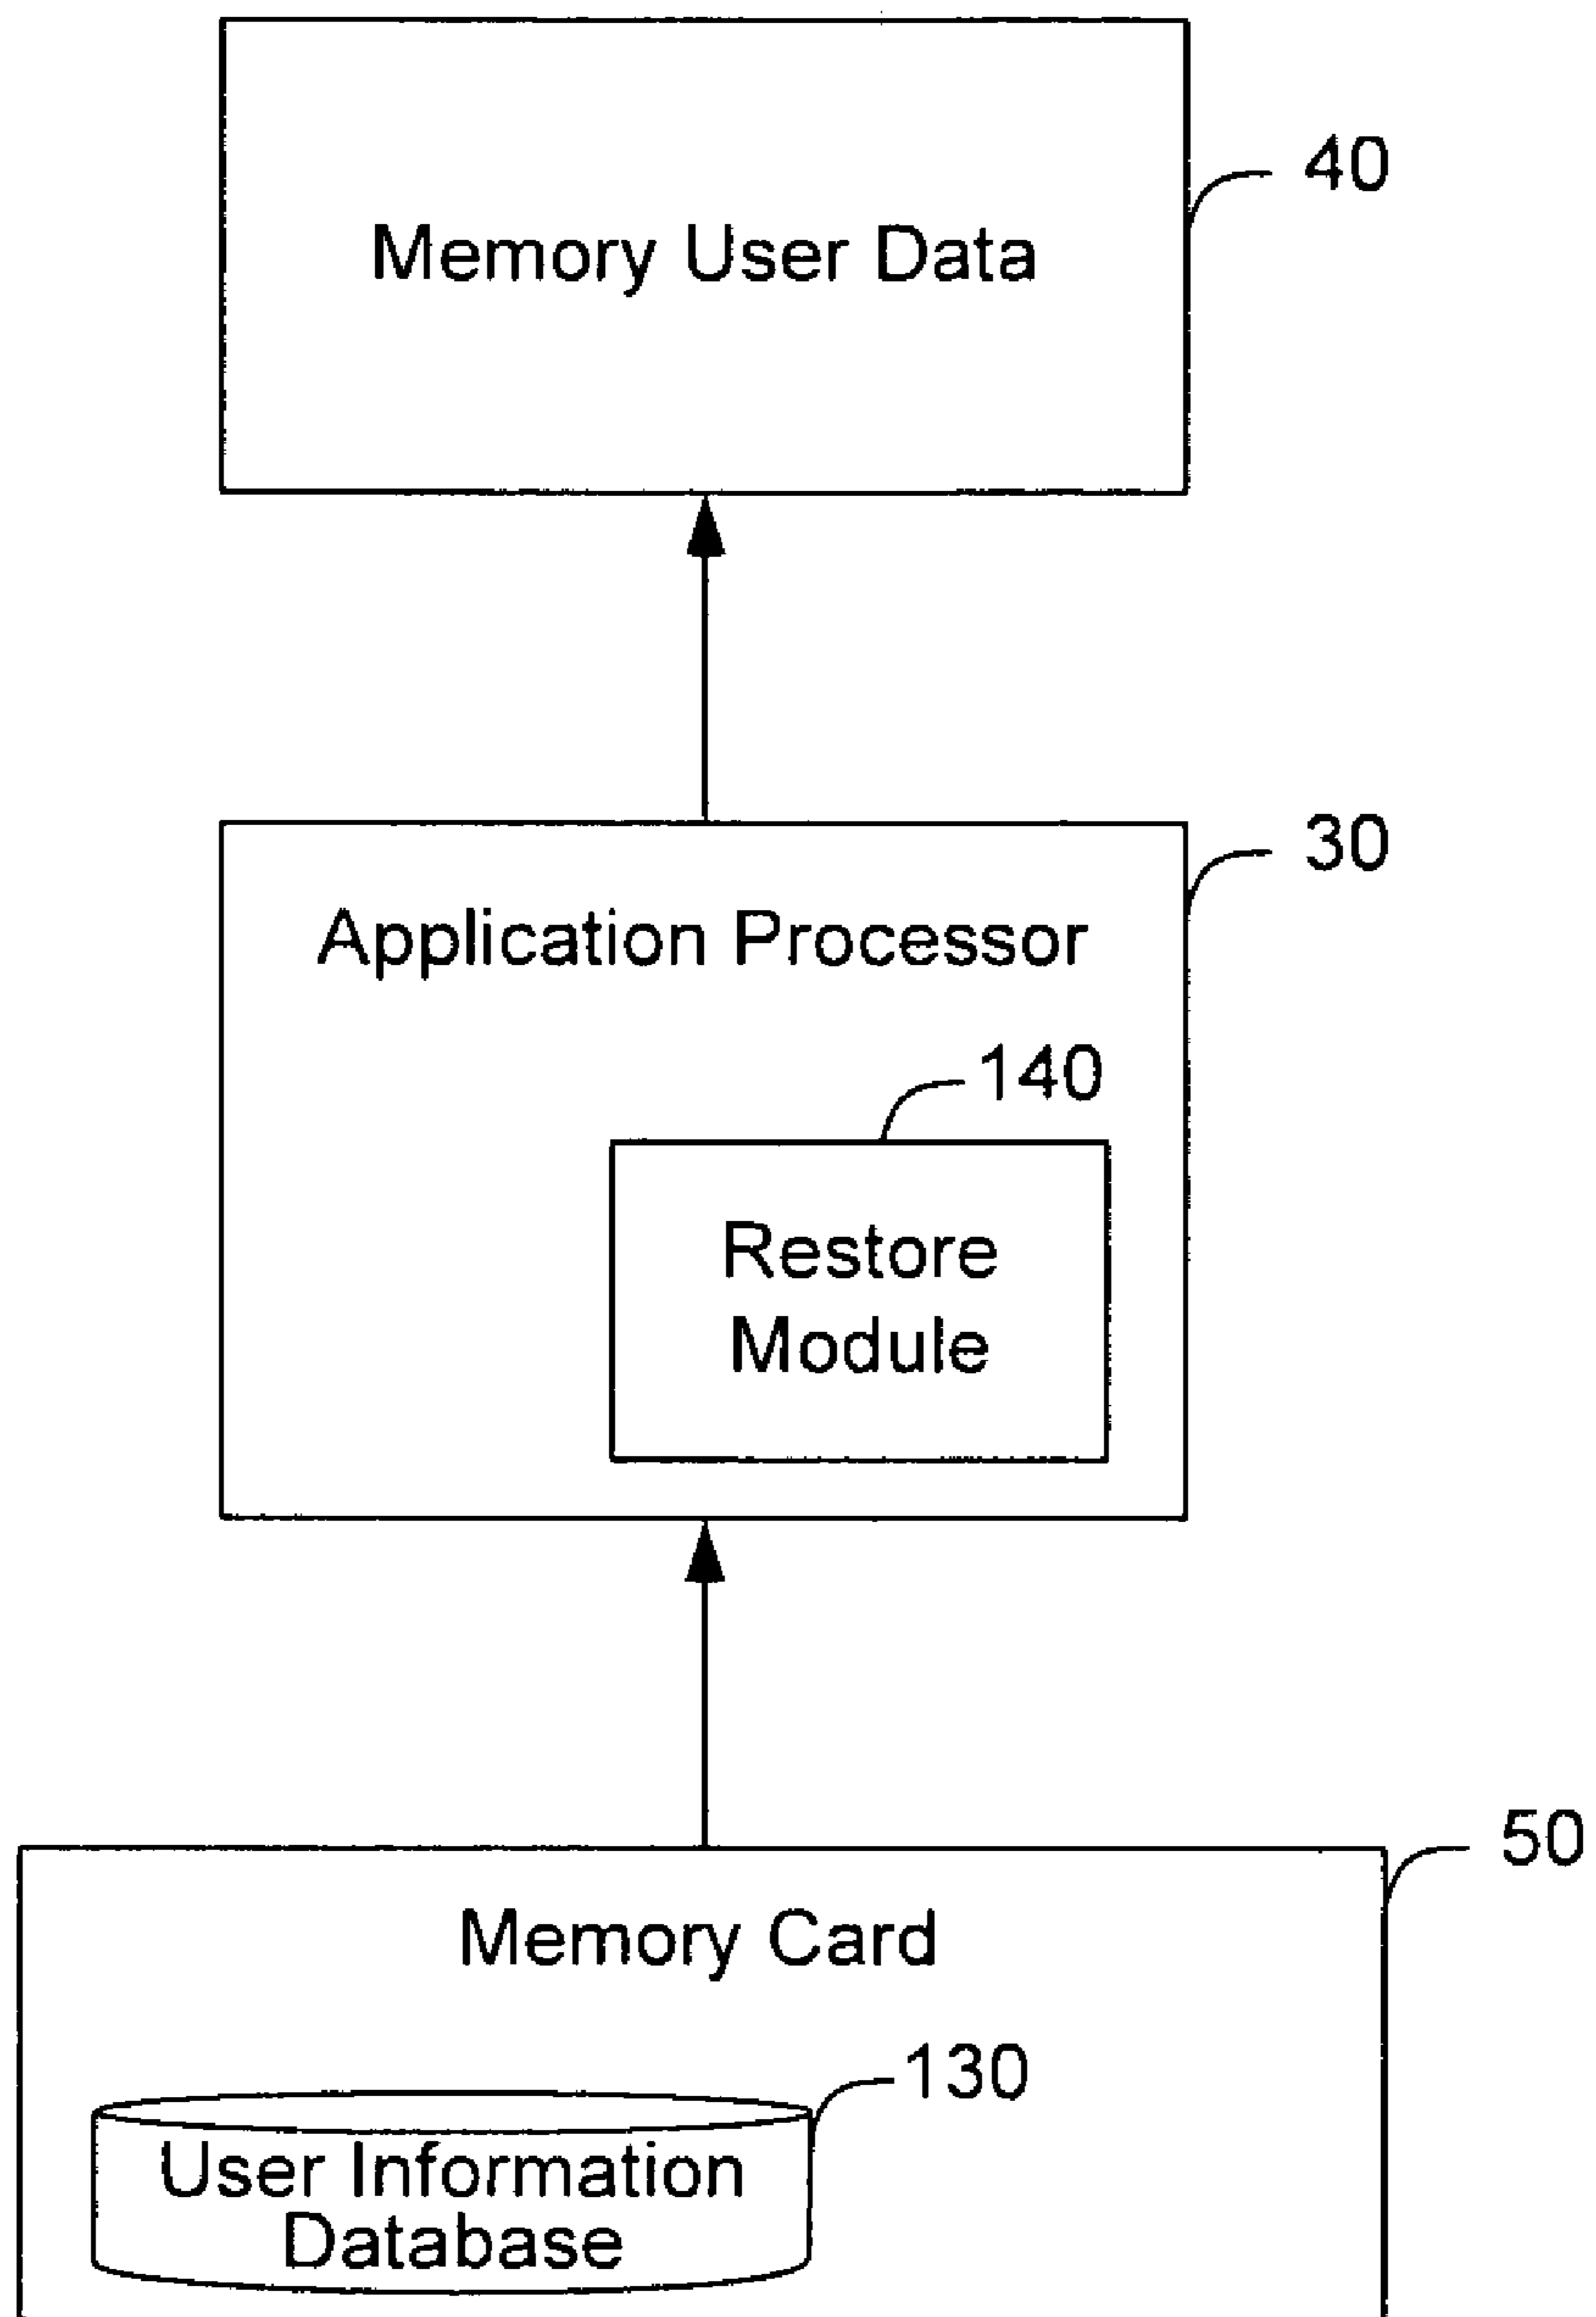 40
Memory User Data
30
Application Processor
140
Restore
Module
50
Memory Card
130
User Information
Database